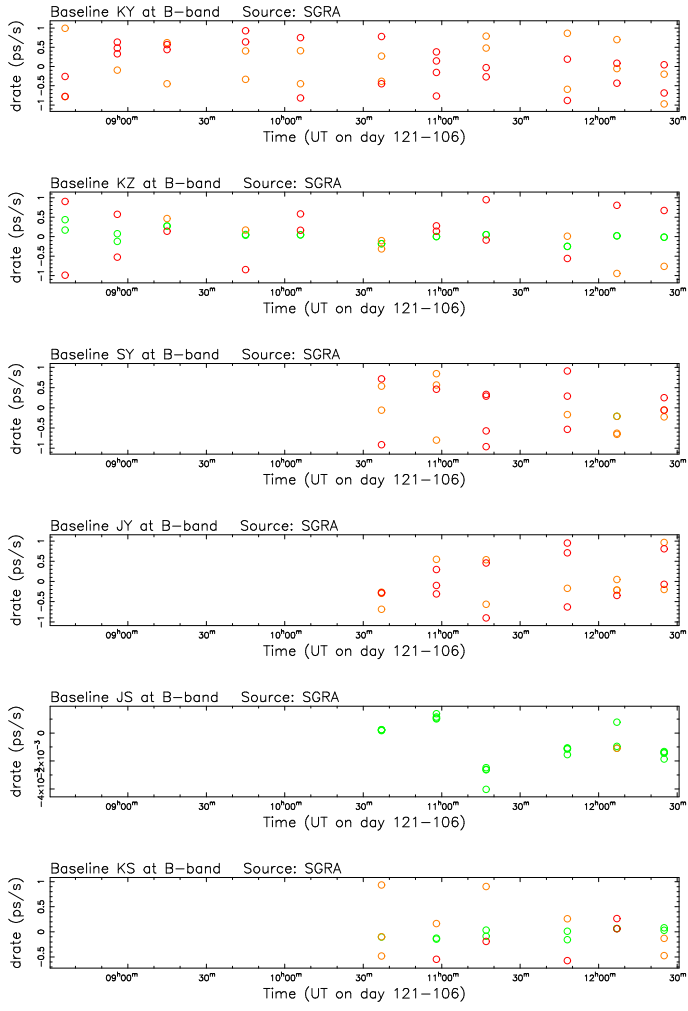 Baseline KY at B-band Source: SGRA
drate (ps/s)
1
0.5
0
-0.5
-1
09h00m 30m 10h00m 30m 11h00m 30m 12h00m 30m
Time (UT on day 121-106)
Baseline KZ at B-band Source: SGRA
drate (ps/s)
1
0.5
0
-0.5
-1
09h00m 30m 10h00m 30m 11h00m 30m 12h00m 30m
Time (UT on day 121-106)
Baseline SY at B-band Source: SGRA
drate (ps/s)
1
0.5
0
-0.5
-1
09h00m 30m 10h00m 30m 11h00m 30m 12h00m 30m
Time (UT on day 121-106)
Baseline JY at B-band Source: SGRA
drate (ps/s)
1
0.5
0
-0.5
-1
09h00m 30m 10h00m 30m 11h00m 30m 12h00m 30m
Time (UT on day 121-106)
Baseline JS at B-band Source: SGRA
drate (ps/s)
0
09h00m 30m 10h00m 30m 11h00m 30m 12h00m 30m
Time (UT on day 121-106)
Baseline KS at B-band Source: SGRA
drate (ps/s)
1
0.5
0
-0.5
09h00m 30m 10h00m 30m 11h00m 30m 12h00m 30m
Time (UT on day 121-106)